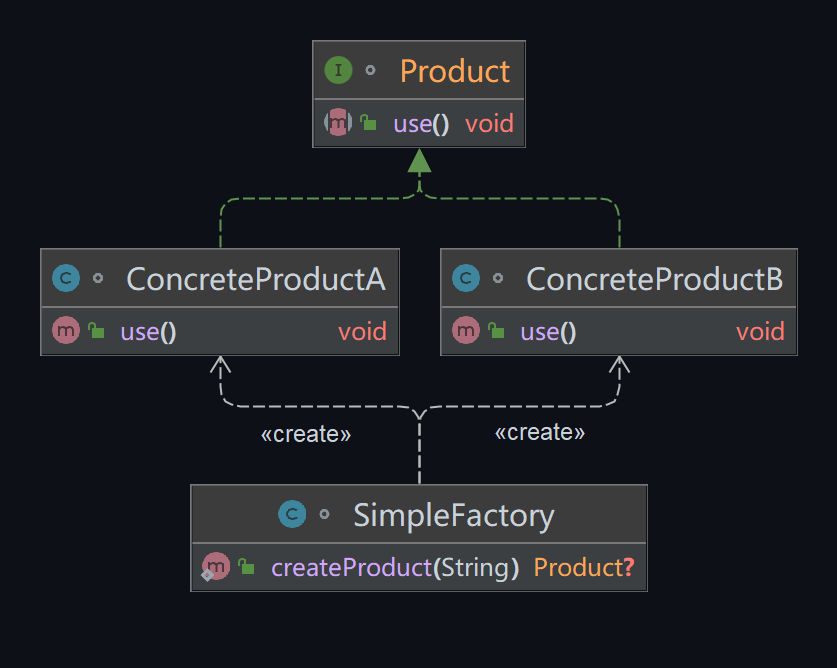 I Product
m use() void
C ConcreteProductA
m use() void
C ConcreteProductB
m use() void
«create»
«create»
C SimpleFactory
m createProduct(String) Product?